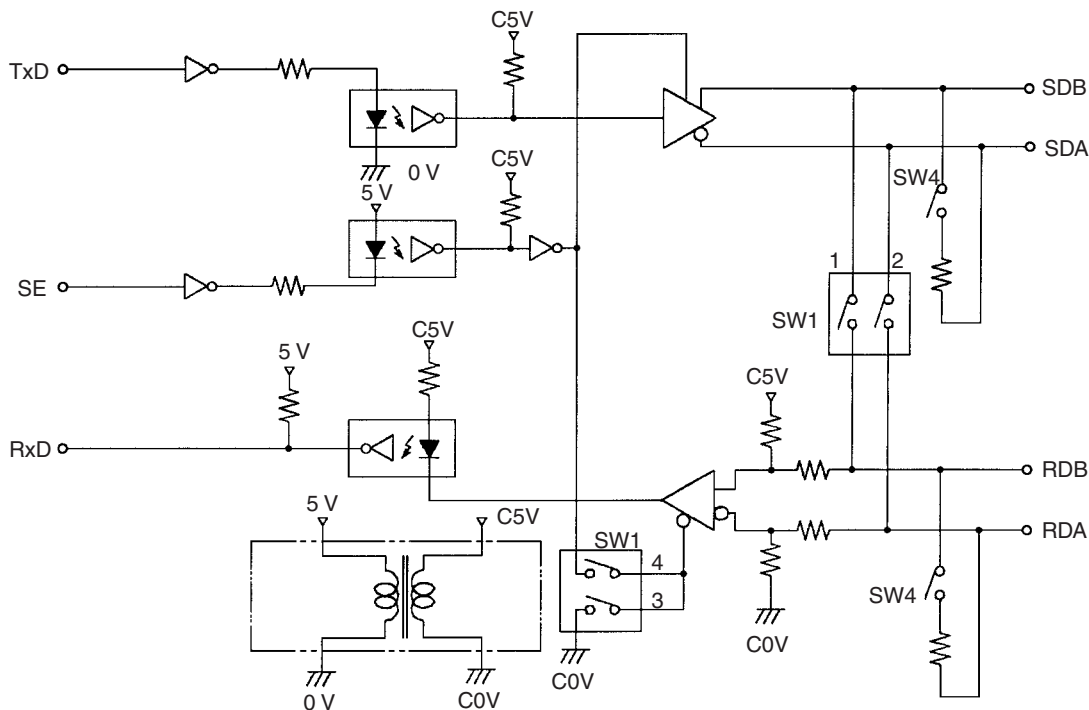 C5V
TxD
SDB
SDA
0 V
C5V
5 V
SW4
SE
1 2
SW1
C5V
5 V
C5V
RxD
RDB
5 V
C5V
RDA
SW1
4
3
SW4
C0V
C0V
0 V
C0V